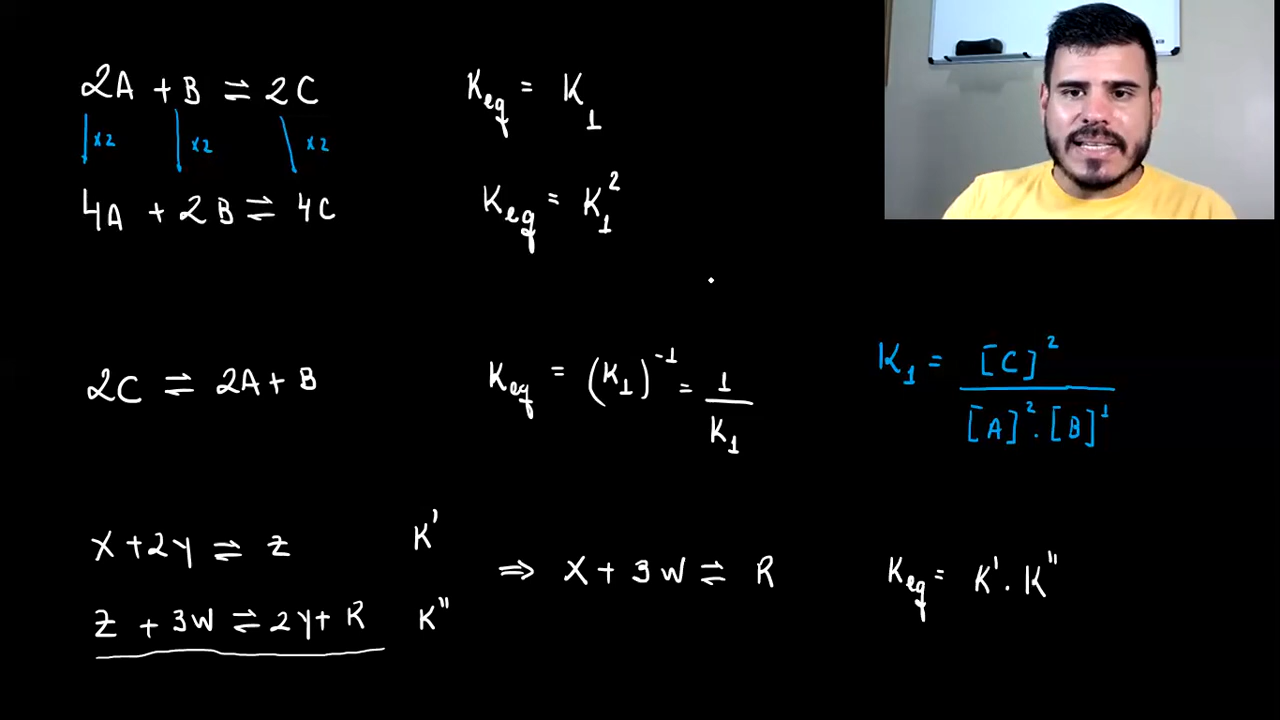 2A + B ⇌ 2C    Keq = K₁
x2 x2 x2
4A + 2B ⇌ 4C    Keq = K₁²
2C ⇌ 2A + B    Keq = (K₁)⁻¹ = 1/K₁
K₁ = [C]² / [A]² · [B]¹
X + 2Y ⇌ Z    K'
Z + 3W ⇌ 2Y + R    K''
⇒ X + 3W ⇌ R    Keq = K' · K''